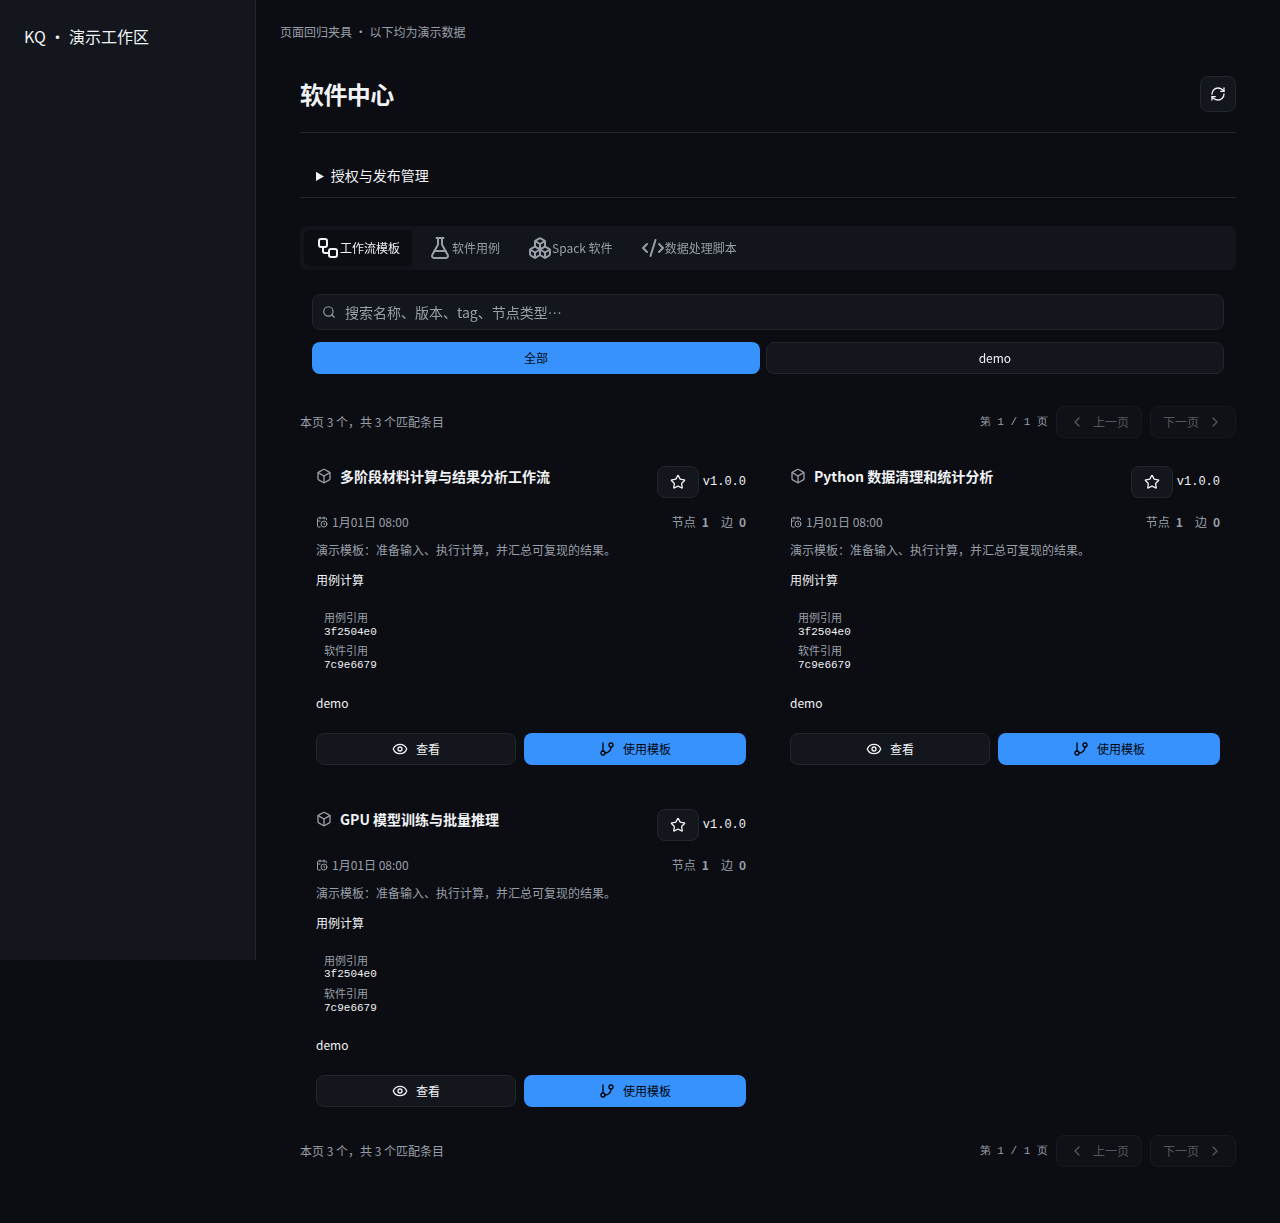 KQ · 演示工作区
页面回归夹具 · 以下均为演示数据
软件中心
授权与发布管理
工作流模板 软件用例 Spack 软件 数据处理脚本
搜索名称、版本、tag、节点类型…
全部 demo
本页 3 个，共 3 个匹配条目 第 1 / 1 页 上一页 下一页
多阶段材料计算与结果分析工作流 v1.0.0
1月01日 08:00 节点 1 边 0
演示模板：准备输入、执行计算，并汇总可复现的结果。
用例计算
用例引用
3f2504e0
软件引用
7c9e6679
demo
查看 使用模板
Python 数据清理和统计分析 v1.0.0
1月01日 08:00 节点 1 边 0
演示模板：准备输入、执行计算，并汇总可复现的结果。
用例计算
用例引用
3f2504e0
软件引用
7c9e6679
demo
查看 使用模板
GPU 模型训练与批量推理 v1.0.0
1月01日 08:00 节点 1 边 0
演示模板：准备输入、执行计算，并汇总可复现的结果。
用例计算
用例引用
3f2504e0
软件引用
7c9e6679
demo
查看 使用模板
本页 3 个，共 3 个匹配条目 第 1 / 1 页 上一页 下一页